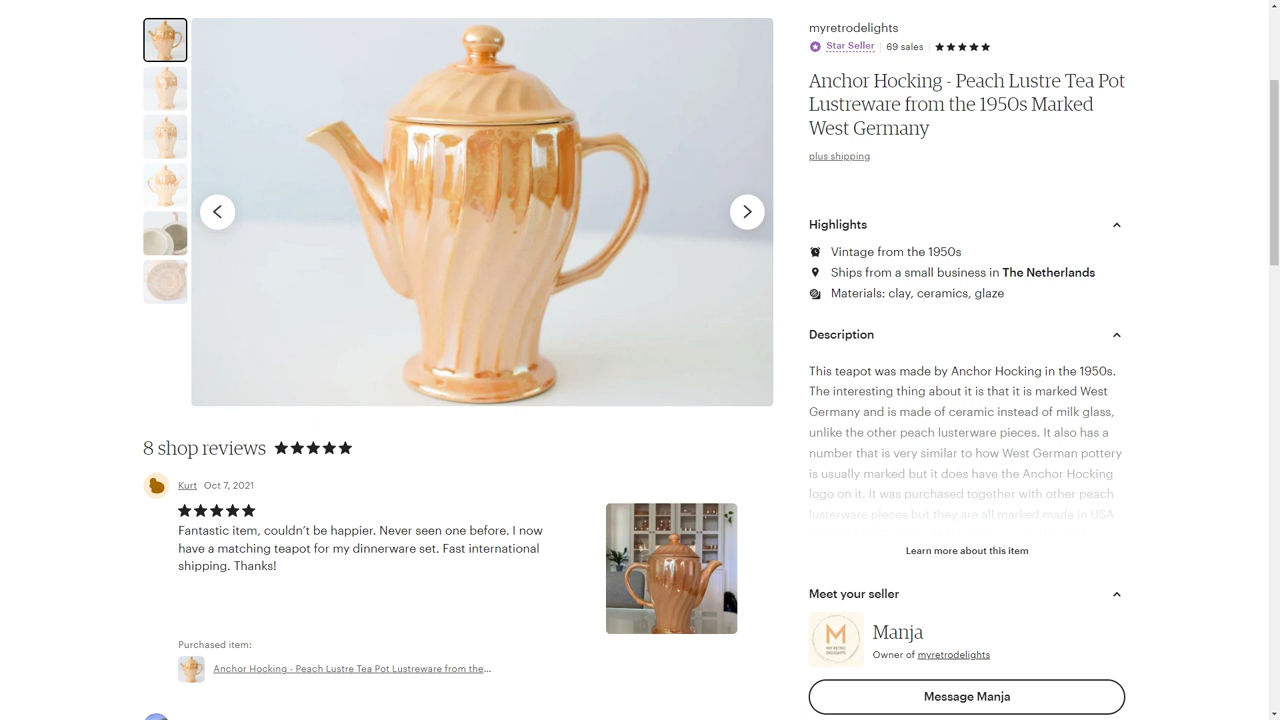 myretrodelights
Star Seller 69 sales
Anchor Hocking - Peach Lustre Tea Pot
Lustreware from the 1950s Marked
West Germany
plus shipping
Highlights
Vintage from the 1950s
Ships from a small business in The Netherlands
Materials: clay, ceramics, glaze
Description
This teapot was made by Anchor Hocking in the 1950s.
The interesting thing about it is that it is marked West
Germany and is made of ceramic instead of milk glass,
unlike the other peach lusterware pieces. It also has a
number that is very similar to how West German pottery
is usually marked but it does have the Anchor Hocking
logo on it. It was purchased together with other peach
lusterware pieces but they are all marked made in USA
Learn more about this item
Meet your seller
M
MY RETRO
DELIGHTS
Manja
Owner of myretrodelights
Message Manja
8 shop reviews
Kurt Oct 7, 2021
Fantastic item, couldn't be happier. Never seen one before. I now
have a matching teapot for my dinnerware set. Fast international
shipping. Thanks!
Purchased item:
Anchor Hocking - Peach Lustre Tea Pot Lustreware from the...